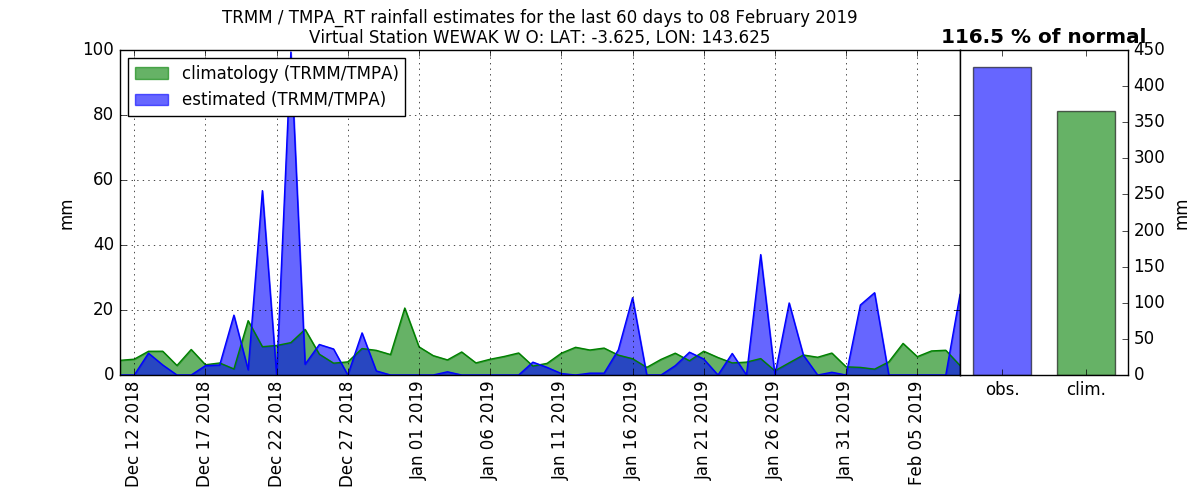 TRMM / TMPA_RT rainfall estimates for the last 60 days to 08 February 2019
Virtual Station WEWAK W O: LAT: -3.625, LON: 143.625
116.5 % of normal
climatology (TRMM/TMPA)
estimated (TRMM/TMPA)
mm
100
80
60
40
20
0
Dec 12 2018
Dec 17 2018
Dec 22 2018
Dec 27 2018
Jan 01 2019
Jan 06 2019
Jan 11 2019
Jan 16 2019
Jan 21 2019
Jan 26 2019
Jan 31 2019
Feb 05 2019
obs.
clim.
450
400
350
300
250
200
150
100
50
0
mm